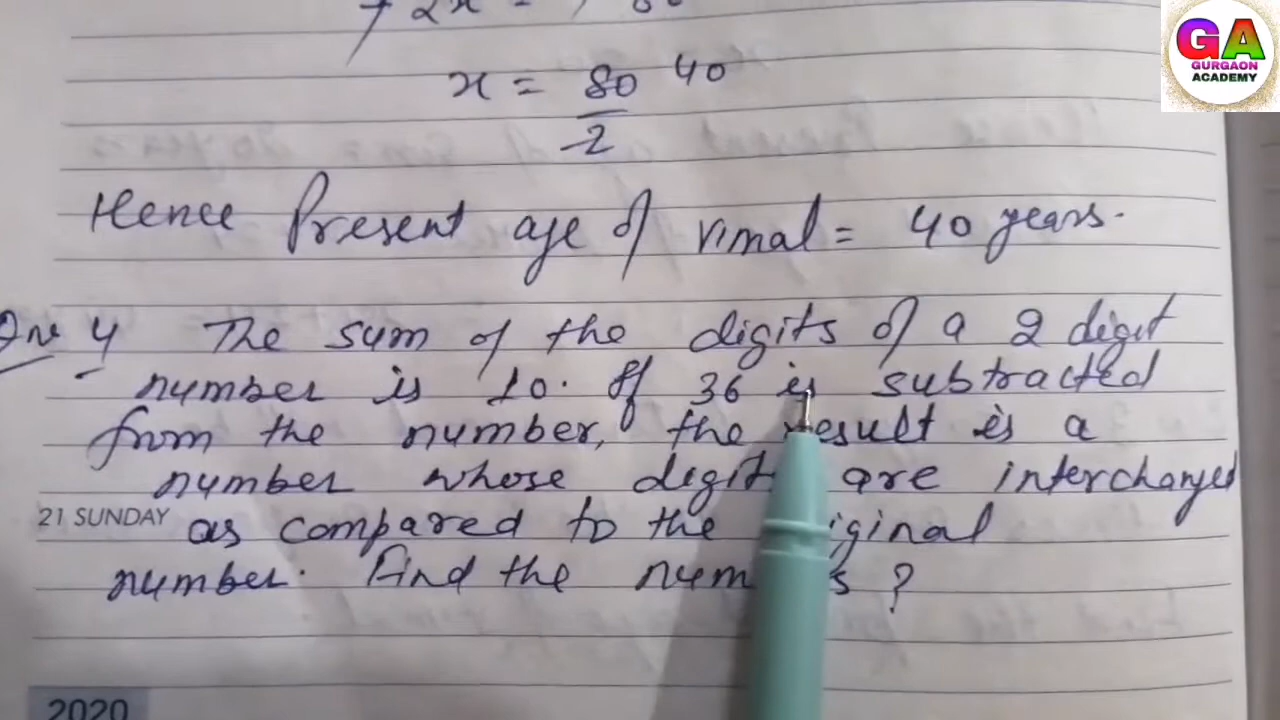 x = 80 40
2
Hence Present age of vimal = 40 years.
4 The sum of the digits of a 2 digit
number is 10. If 36 is subtracted
from the number, the result is a
number whose digits are interchanged
21 SUNDAY as compared to the original
number. Find the
2020
GA
GURGAON
ACADEMY